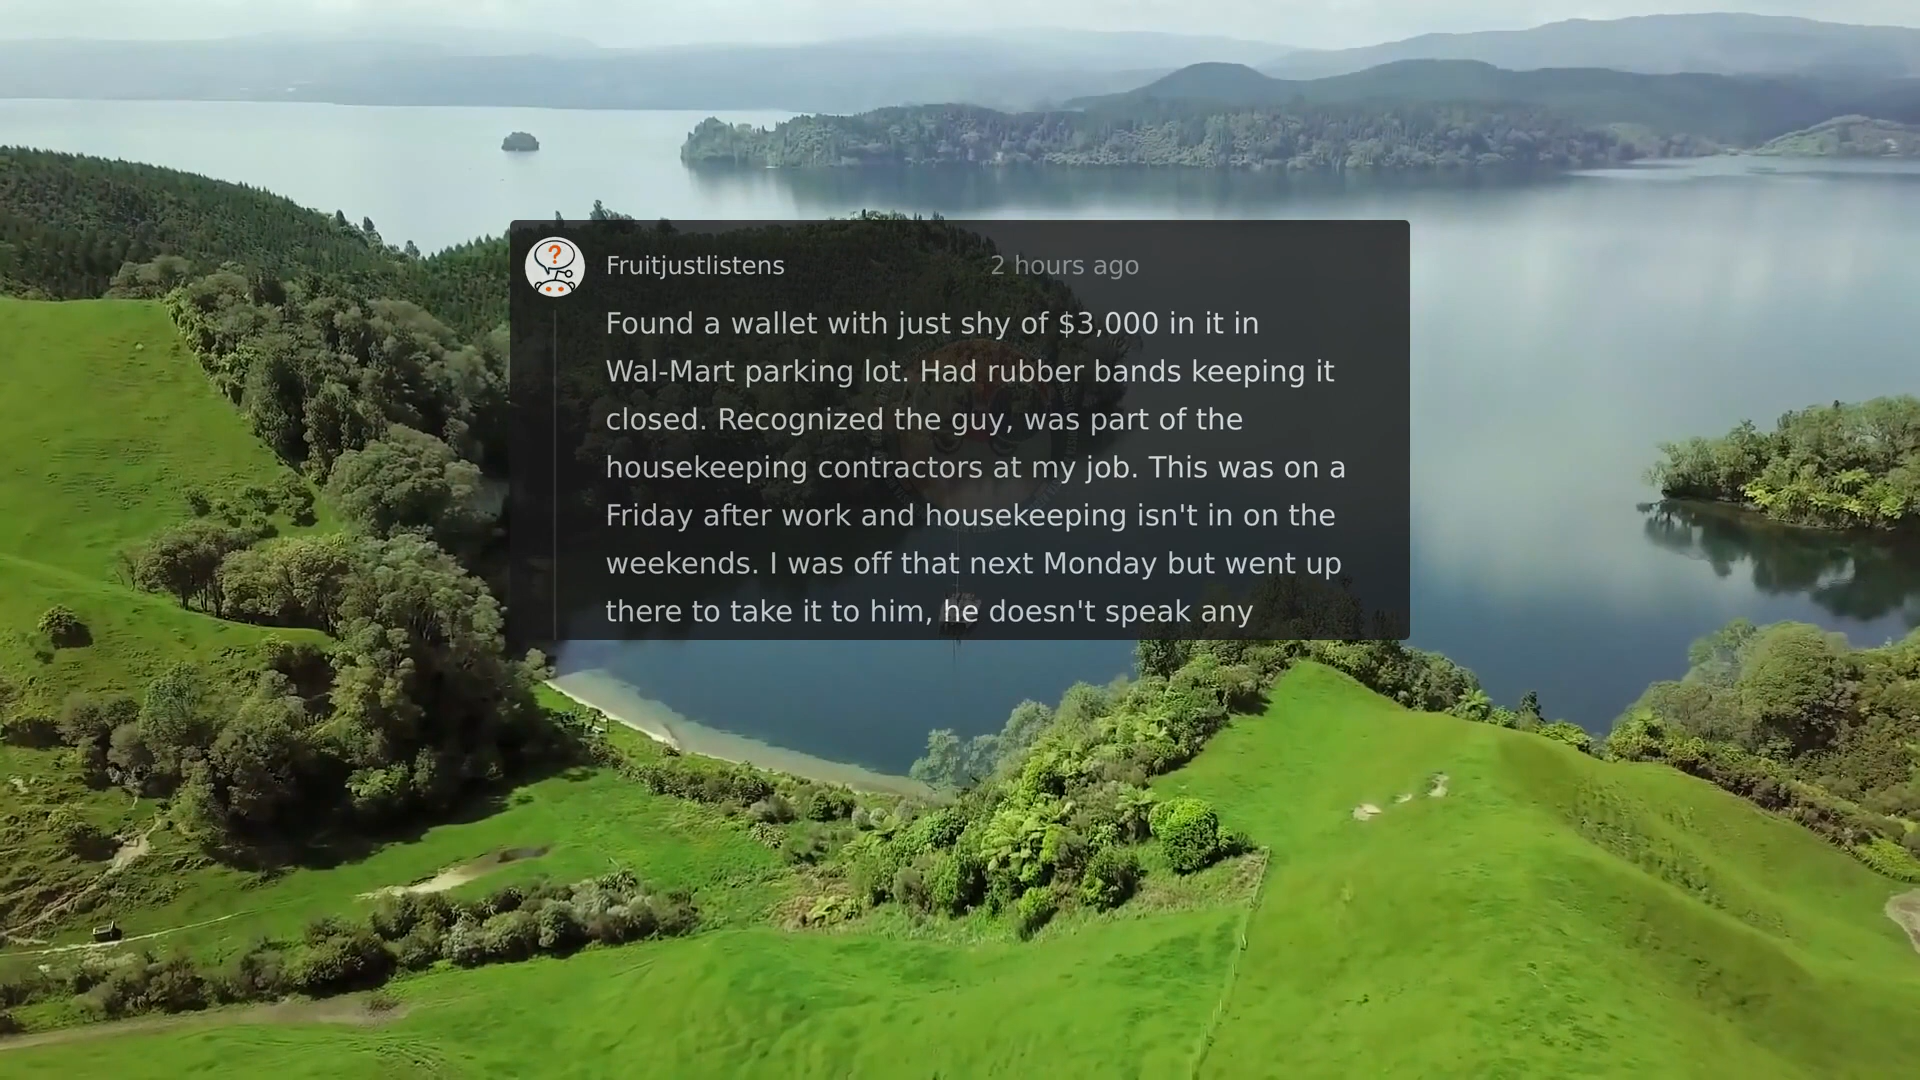 Fruitjustlistens 2 hours ago
Found a wallet with just shy of $3,000 in it in
Wal-Mart parking lot. Had rubber bands keeping it
closed. Recognized the guy, was part of the
housekeeping contractors at my job. This was on a
Friday after work and housekeeping isn't in on the
weekends. I was off that next Monday but went up
there to take it to him, he doesn't speak any